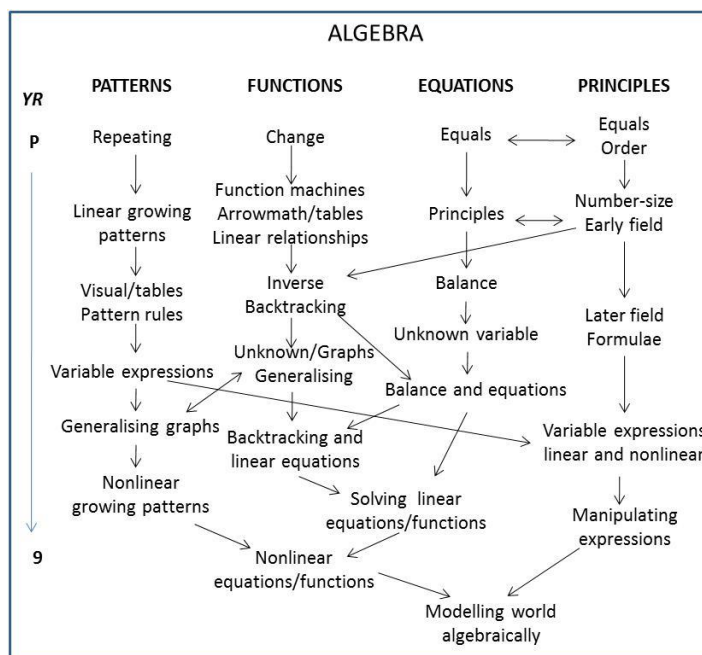 ALGEBRA
YR
PATTERNS
FUNCTIONS
EQUATIONS
PRINCIPLES
P
Repeating
Change
Equals
Equals
Order
Linear growing
patterns
Function machines
Arrowmath/tables
Linear relationships
Principles
Number-size
Early field
Visual/tables
Pattern rules
Inverse
Backtracking
Balance
Later field
Formulae
Unknown variable
Variable expressions
Unknown/Graphs
Generalising
Balance and equations
Generalising graphs
Backtracking and
linear equations
Variable expressions
linear and nonlinear
Nonlinear
growing patterns
Solving linear
equations/functions
Manipulating
expressions
9
Nonlinear
equations/functions
Modelling world
algebraically